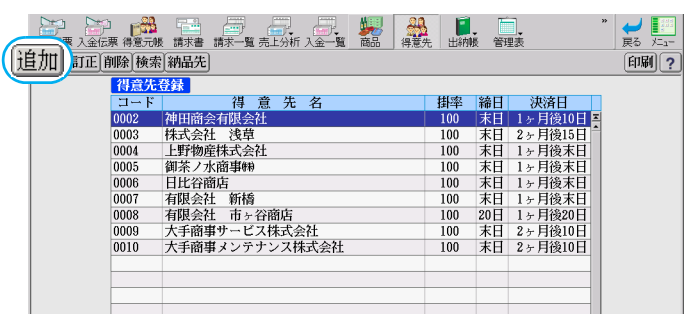 票 入金伝票 得意元帳 請求書 請求一覧 売上分析 入金一覧 商品 得意先 出納帳 管理表 » 戻る メニュー
追加 訂正 削除 検索 納品先 印刷 ?
得意先登録
コード 得意先名 掛率 締日 決済日
0002 神田商会有限会社 100 末日 1ヶ月後10日
0003 株式会社 浅草 100 末日 2ヶ月後15日
0004 上野物産株式会社 100 末日 1ヶ月後末日
0005 御茶ノ水商事㈱ 100 末日 1ヶ月後末日
0006 日比谷商店 100 末日 1ヶ月後末日
0007 有限会社 新橋 100 末日 1ヶ月後末日
0008 有限会社 市ヶ谷商店 100 20日 1ヶ月後20日
0009 大手商事サービス株式会社 100 末日 2ヶ月後10日
0010 大手商事メンテナンス株式会社 100 末日 2ヶ月後10日